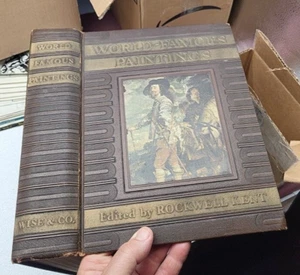 WORLD
FAMOUS
PAINTINGS
WISE & CO.
WORLD-FAMOUS
PAINTINGS
Edited by ROCKWELL KENT